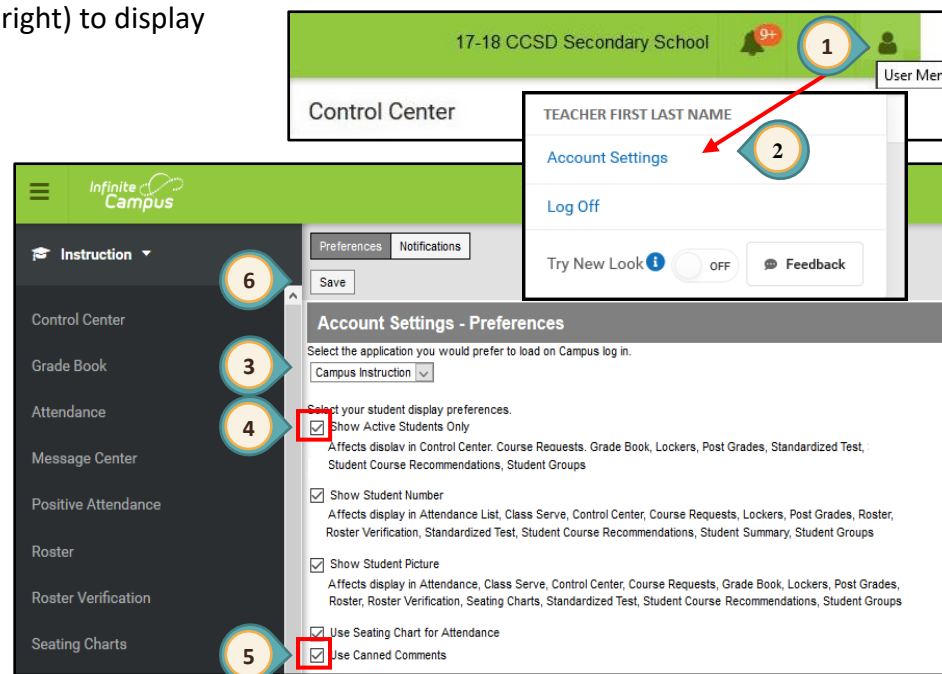 right) to display
17-18 CCSD Secondary School
9+
1
User Mer
Control Center
TEACHER FIRST LAST NAME
Account Settings
2
Log Off
Try New Look
OFF
Feedback
Infinite
Campus
Instruction
Preferences
Notifications
6
Save
Control Center
Account Settings - Preferences
Select the application you would prefer to load on Campus log in.
Grade Book
3
Campus Instruction
Attendance
4
Select your student display preferences.
Show Active Students Only
Affects display in Control Center, Course Requests, Grade Book, Lockers, Post Grades, Standardized Test,
Student Course Recommendations, Student Groups
Message Center
Positive Attendance
Show Student Number
Affects display in Attendance List, Class Serve, Control Center, Course Requests, Lockers, Post Grades, Roster,
Roster Verification, Standardized Test, Student Course Recommendations, Student Summary, Student Groups
Roster
Show Student Picture
Affects display in Attendance, Class Serve, Control Center, Course Requests, Grade Book, Lockers, Post Grades,
Roster, Roster Verification, Seating Charts, Standardized Test, Student Course Recommendations, Student Groups
Roster Verification
Seating Charts
Use Seating Chart for Attendance
5
Use Canned Comments